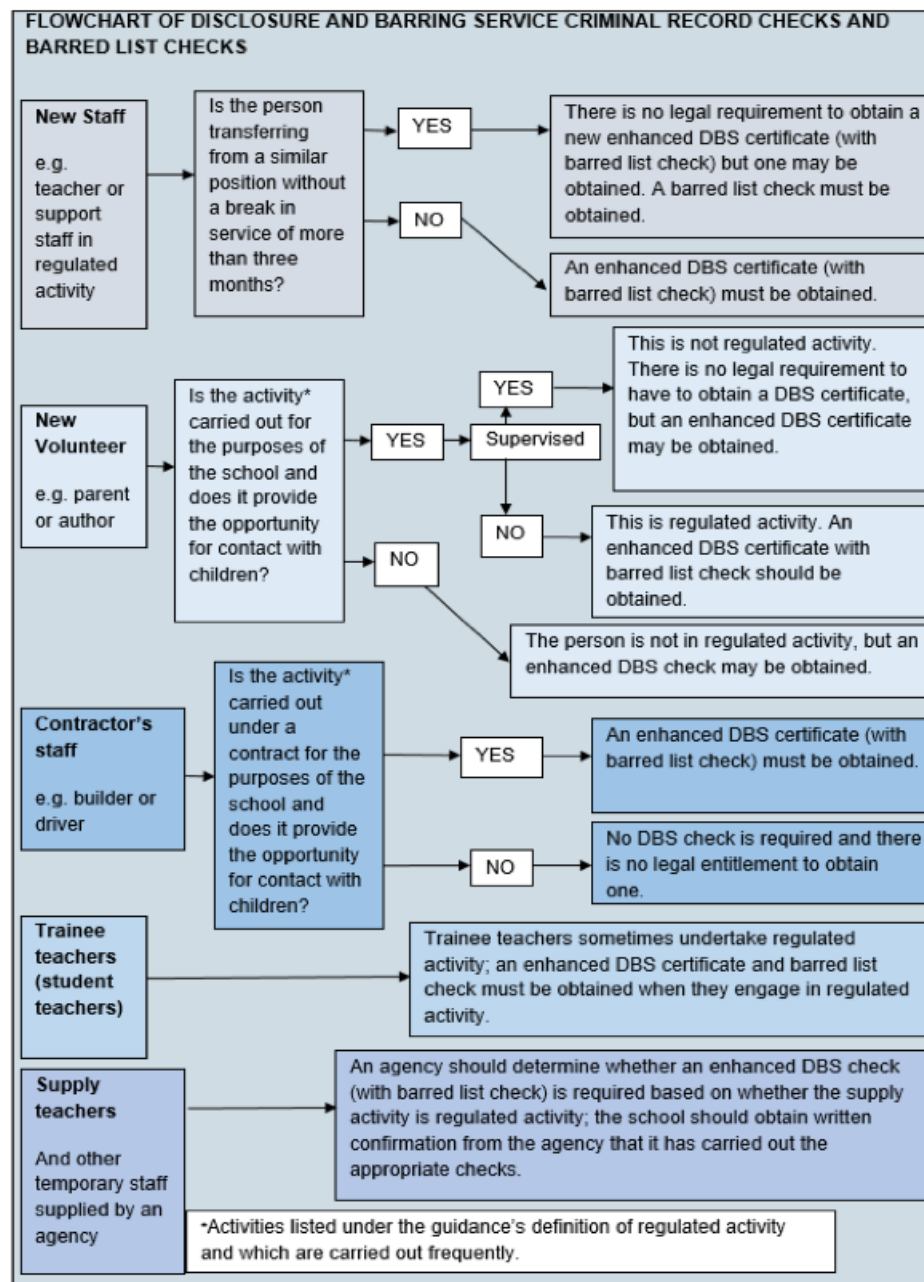 FLOWCHART OF DISCLOSURE AND BARRING SERVICE CRIMINAL RECORD CHECKS AND
BARRED LIST CHECKS
New Staff
e.g.
teacher or
support
staff in
regulated
activity
Is the person
transferring
from a similar
position without
a break in
service of more
than three
months?
YES
There is no legal requirement to obtain a
new enhanced DBS certificate (with
barred list check) but one may be
obtained. A barred list check must be
obtained.
NO
An enhanced DBS certificate (with
barred list check) must be obtained.
New
Volunteer
e.g. parent
or author
Is the activity*
carried out for
the purposes of
the school and
does it provide
the opportunity
for contact with
children?
YES
Supervised
YES
This is not regulated activity.
There is no legal requirement to
have to obtain a DBS certificate,
but an enhanced DBS certificate
may be obtained.
NO
This is regulated activity. An
enhanced DBS certificate with
barred list check should be
obtained.
NO
The person is not in regulated activity, but an
enhanced DBS check may be obtained.
Contractor's
staff
e.g. builder or
driver
Is the activity*
carried out
under a
contract for the
purposes of the
school and
does it provide
the opportunity
for contact with
children?
YES
An enhanced DBS certificate (with
barred list check) must be obtained.
NO
No DBS check is required and there
is no legal entitlement to obtain
one.
Trainee
teachers
(student
teachers)
Trainee teachers sometimes undertake regulated
activity; an enhanced DBS certificate and barred list
check must be obtained when they engage in regulated
activity.
Supply
teachers
And other
temporary staff
supplied by an
agency
An agency should determine whether an enhanced DBS check
(with barred list check) is required based on whether the supply
activity is regulated activity; the school should obtain written
confirmation from the agency that it has carried out the
appropriate checks.
*Activities listed under the guidance's definition of regulated activity
and which are carried out frequently.